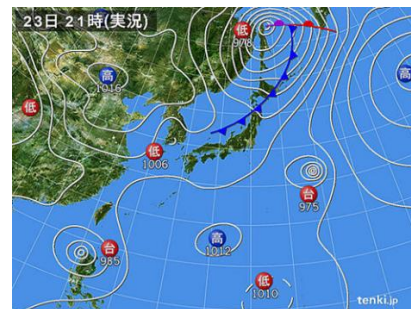 23日 21時(実況)
低
978
高
1016
高
低
低
1006
台
975
高
1012
台
985
低
1010
tenki.jp